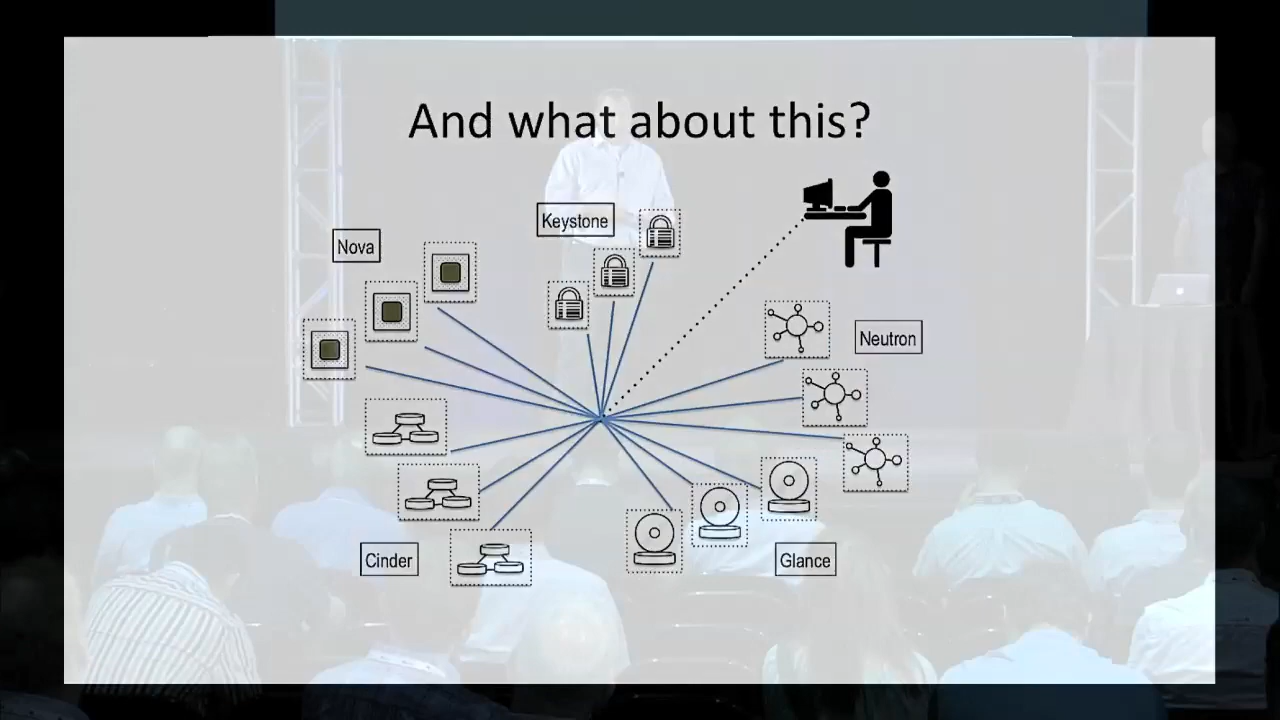 And what about this?
Keystone
Nova
Neutron
Cinder
Glance